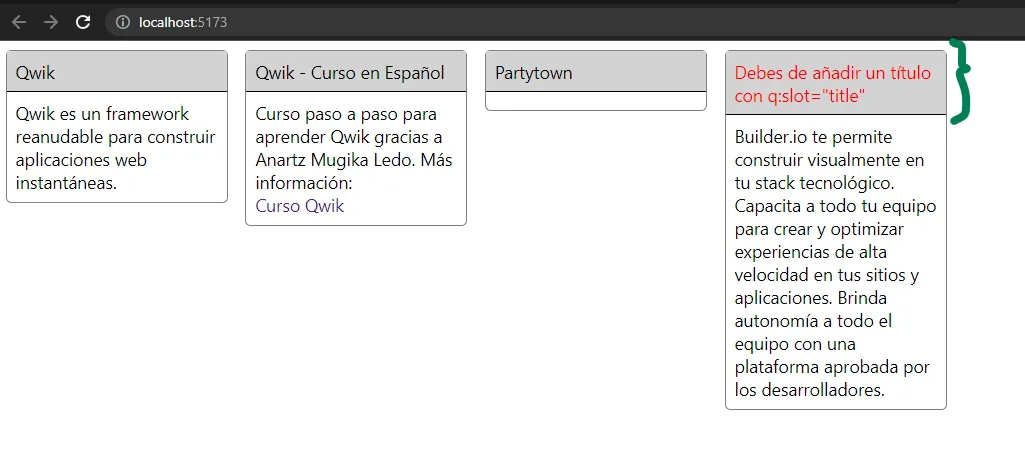 localhost:5173
Qwik
Qwik es un framework
reanudable para construir
aplicaciones web
instantáneas.
Qwik - Curso en Español
Curso paso a paso para
aprender Qwik gracias a
Anartz Mugika Ledo. Más
información:
Curso Qwik
Partytown
Debes de añadir un título
con q:slot="title"
Builder.io te permite
construir visualmente en
tu stack tecnológico.
Capacita a todo tu equipo
para crear y optimizar
experiencias de alta
velocidad en tus sitios y
aplicaciones. Brinda
autonomía a todo el
equipo con una
plataforma aprobada por
los desarrolladores.